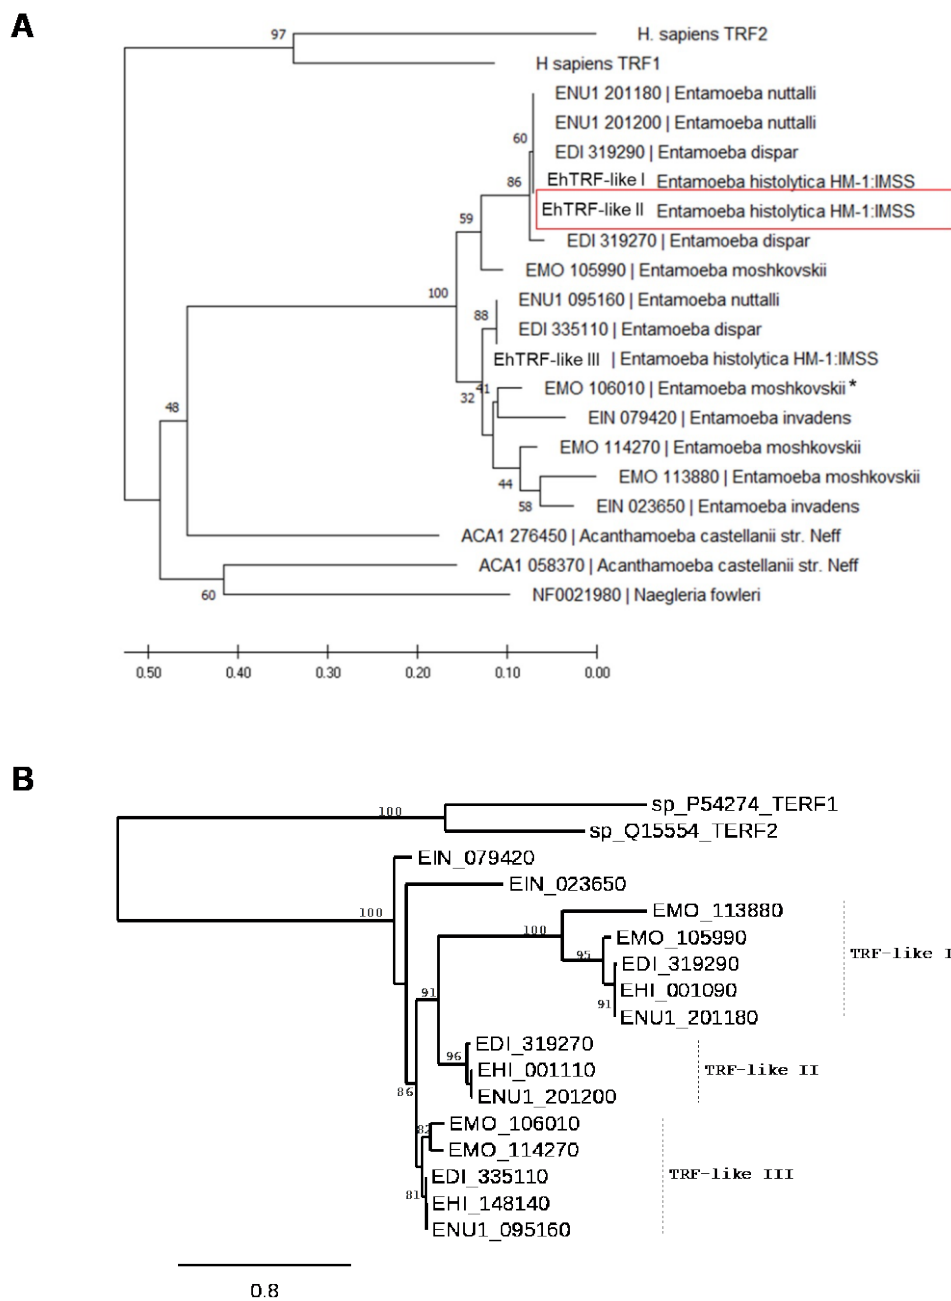 A
97
H. sapiens TRF2
H sapiens TRF1
ENU1 201180 | Entamoeba nuttalli
ENU1 201200 | Entamoeba nuttalli
60
EDI 319290 | Entamoeba dispar
86
EhTRF-like I Entamoeba histolytica HM-1:IMSS
EhTRF-like II Entamoeba histolytica HM-1:IMSS
59
EDI 319270 | Entamoeba dispar
EMO 105990 | Entamoeba moshkovskii
100
ENU1 095160 | Entamoeba nuttalli
88
EDI 335110 | Entamoeba dispar
EhTRF-like III | Entamoeba histolytica HM-1:IMSS
41
EMO 106010 | Entamoeba moshkovskii *
32
48
EIN 079420 | Entamoeba invadens
EMO 114270 | Entamoeba moshkovskii
44
EMO 113880 | Entamoeba moshkovskii
58
EIN 023650 | Entamoeba invadens
ACA1 276450 | Acanthamoeba castellanii str. Neff
ACA1 058370 | Acanthamoeba castellanii str. Neff
60
NF0021980 | Naegleria fowleri
0.50 0.40 0.30 0.20 0.10 0.00
B
sp_P54274_TERF1
100
sp_Q15554_TERF2
EIN_079420
EIN_023650
100
EMO_113880
100
EMO_105990
95
EDI_319290
TRF-like I
EHI_001090
91
91
ENU1_201180
EDI_319270
96
EHI_001110
TRF-like II
86
ENU1_201200
EMO_106010
82
EMO_114270
EDI_335110
TRF-like III
81
EHI_148140
ENU1_095160
0.8